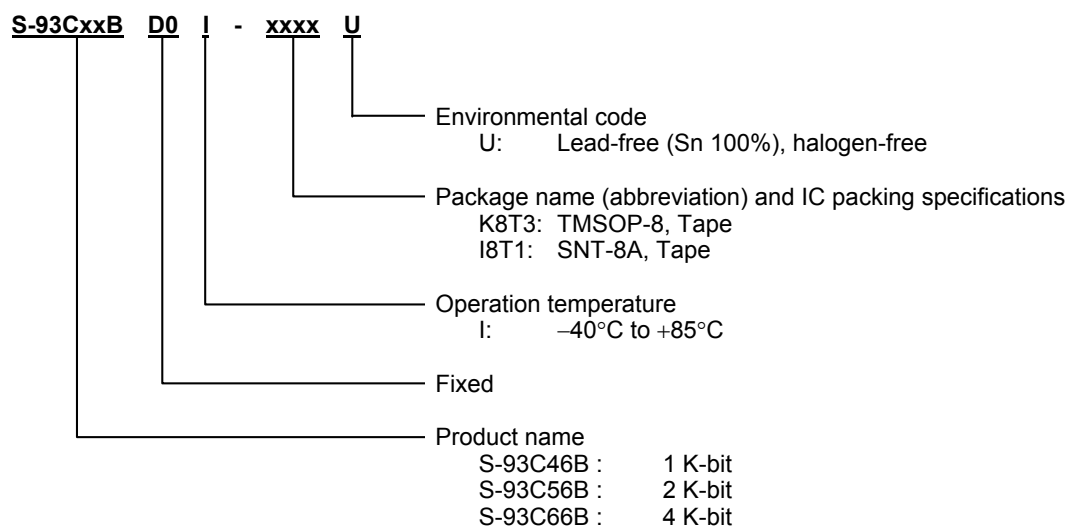 S-93CxxB D0 I - xxxx U
Environmental code
U: Lead-free (Sn 100%), halogen-free
Package name (abbreviation) and IC packing specifications
K8T3: TMSOP-8, Tape
I8T1: SNT-8A, Tape
Operation temperature
I: −40°C to +85°C
Fixed
Product name
S-93C46B : 1 K-bit
S-93C56B : 2 K-bit
S-93C66B : 4 K-bit